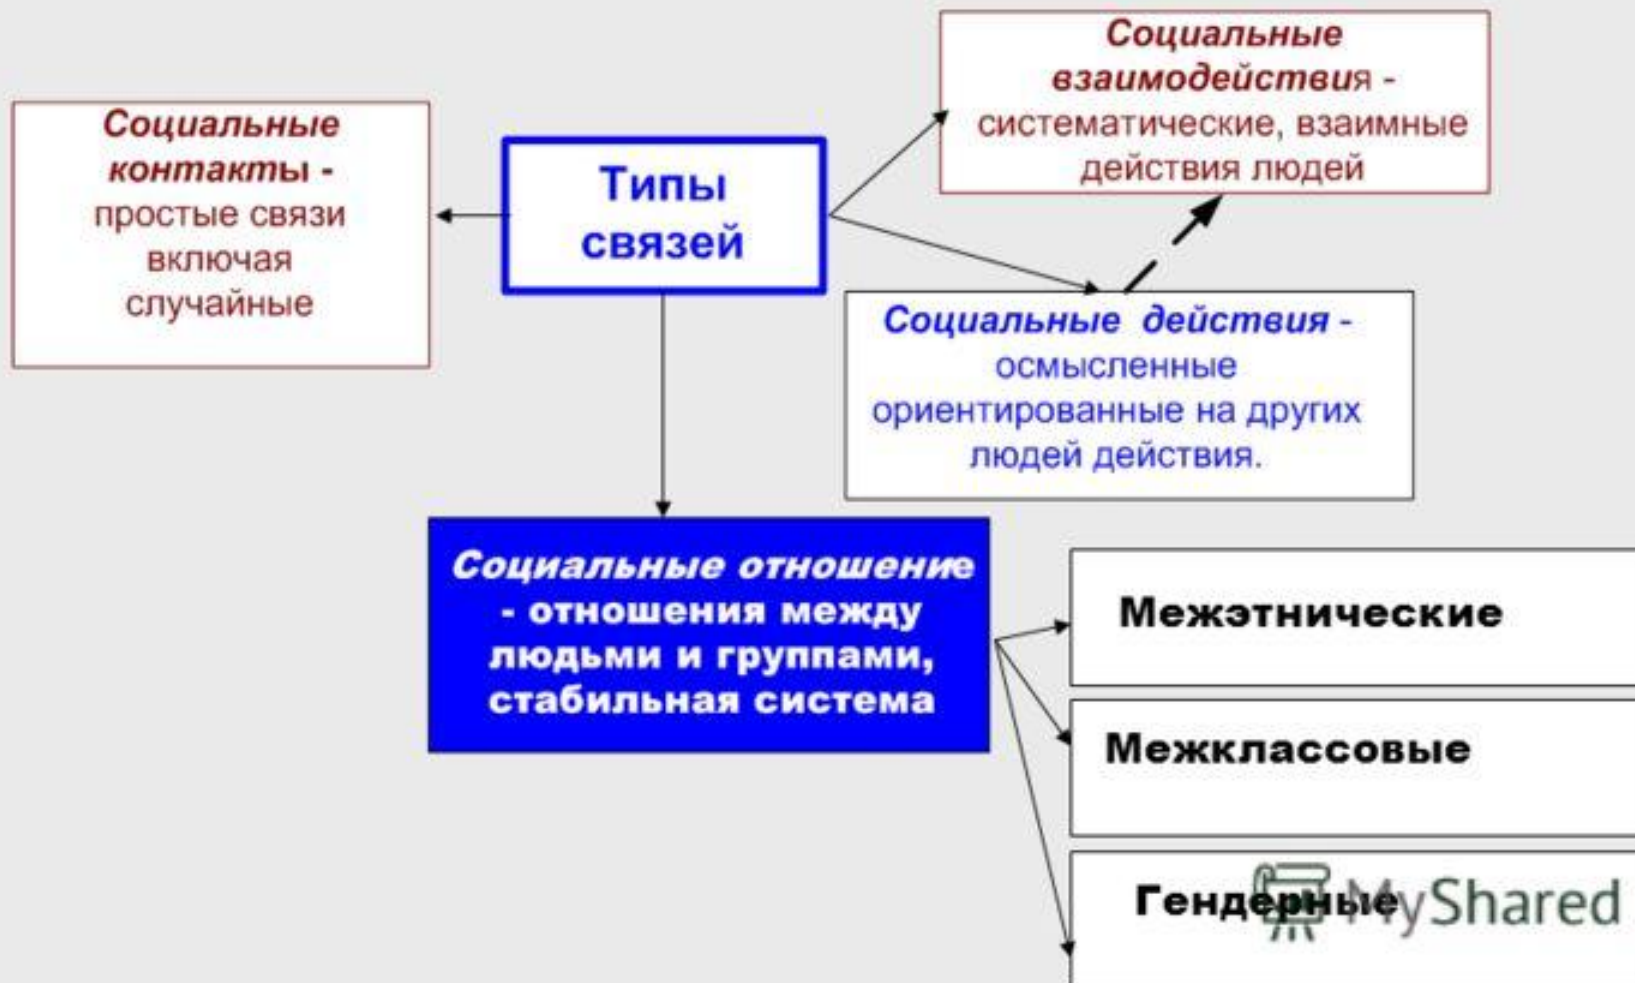 Социальные
взаимодействия -
систематические, взаимные
действия людей
Социальные
контакты -
простые связи
включая
случайные
Типы
связей
Социальные действия -
осмысленные
ориентированные на других
людей действия.
Социальные отношение
- отношения между
людьми и группами,
стабильная система
Межэтнические
Межклассовые
Гендерные
MyShared